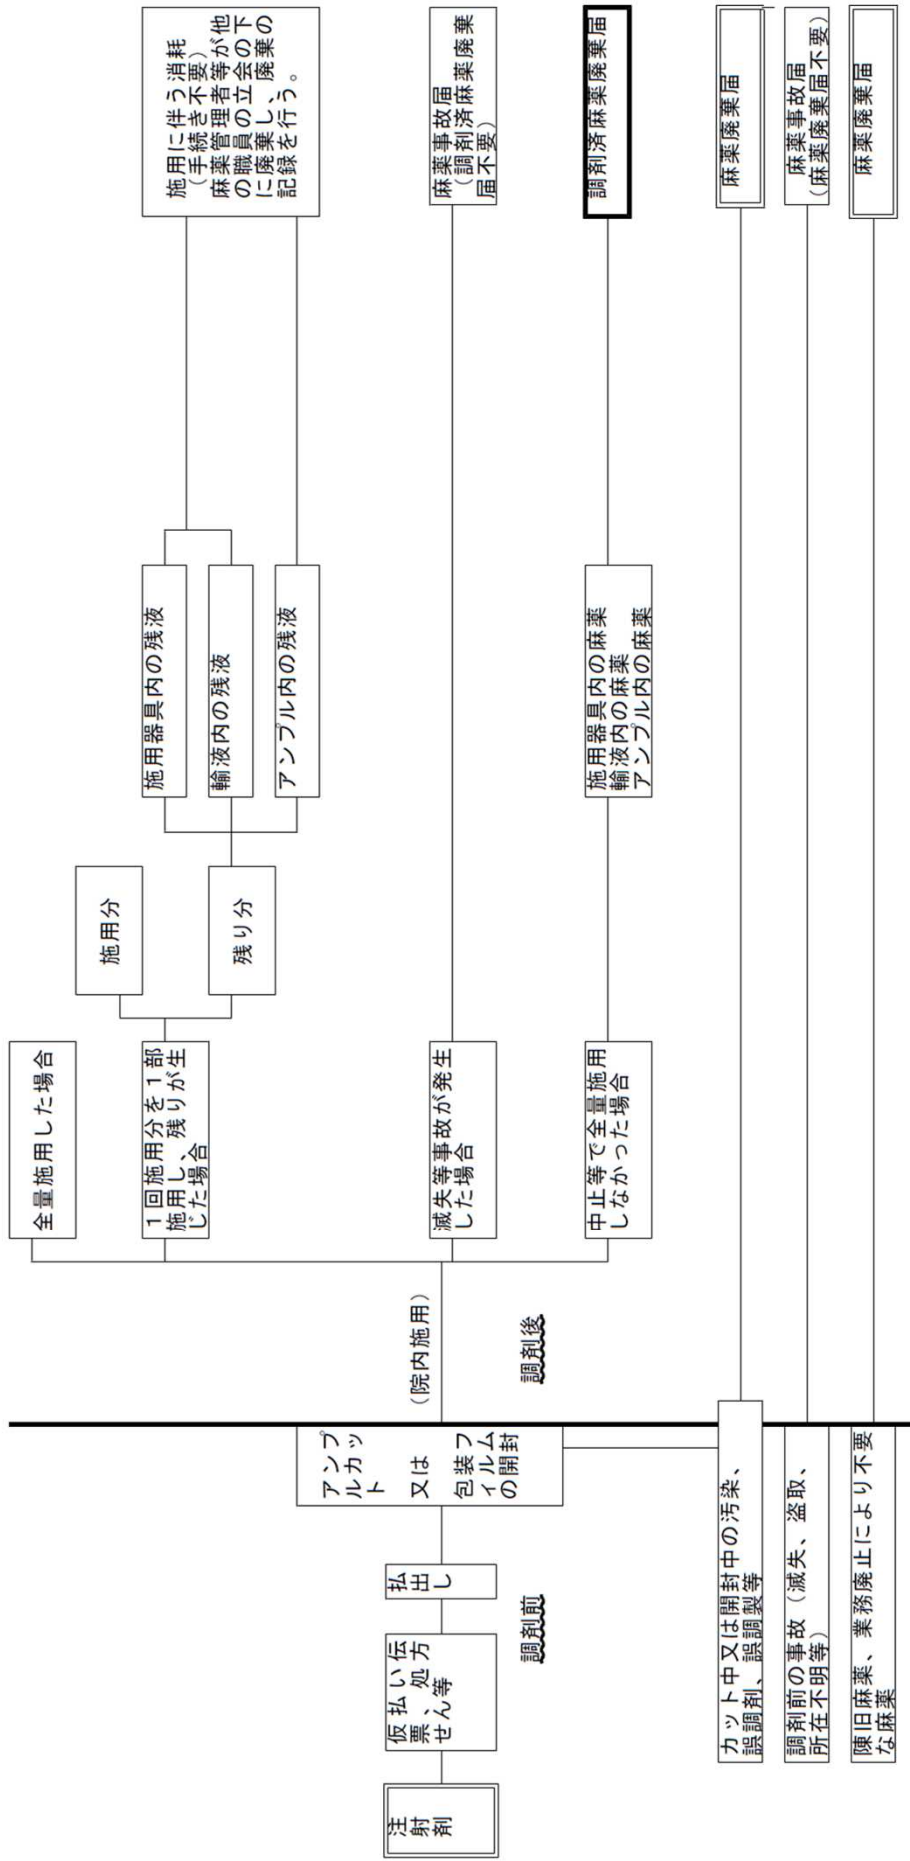 注射
剤
仮払い伝
票、処方
せん等
払
出
し
アンプ
ルカッ
ト
又は
包装フ
ィルム
の開封
調剤前
カット中又は開封中の汚染、
誤調剤、誤調製等
調剤前の事故（滅失、盗取、
所在不明等）
陳旧麻薬、業務廃止により不要
な麻薬
（院内施用）
調剤後
全量施用した場合
１回施用分を１部
施用し、残りが生
じた場合
滅失等事故が発生
した場合
中止等で全量施用
しなかった場合
施用分
残り分
施用器具内の残液
輸液内の残液
アンプル内の残液
施用器具内の麻薬
輸液内の麻薬
アンプル内の麻薬
施用に伴う消耗
（手続き不要）
麻薬管理者等が他
の職員の立会の下
に廃棄し、廃棄の
記録を行う。
麻薬事故届
（調剤済麻薬廃棄
届不要）
調剤済麻薬廃棄届
麻薬廃棄届
麻薬事故届
（麻薬廃棄届不要）
麻薬廃棄届